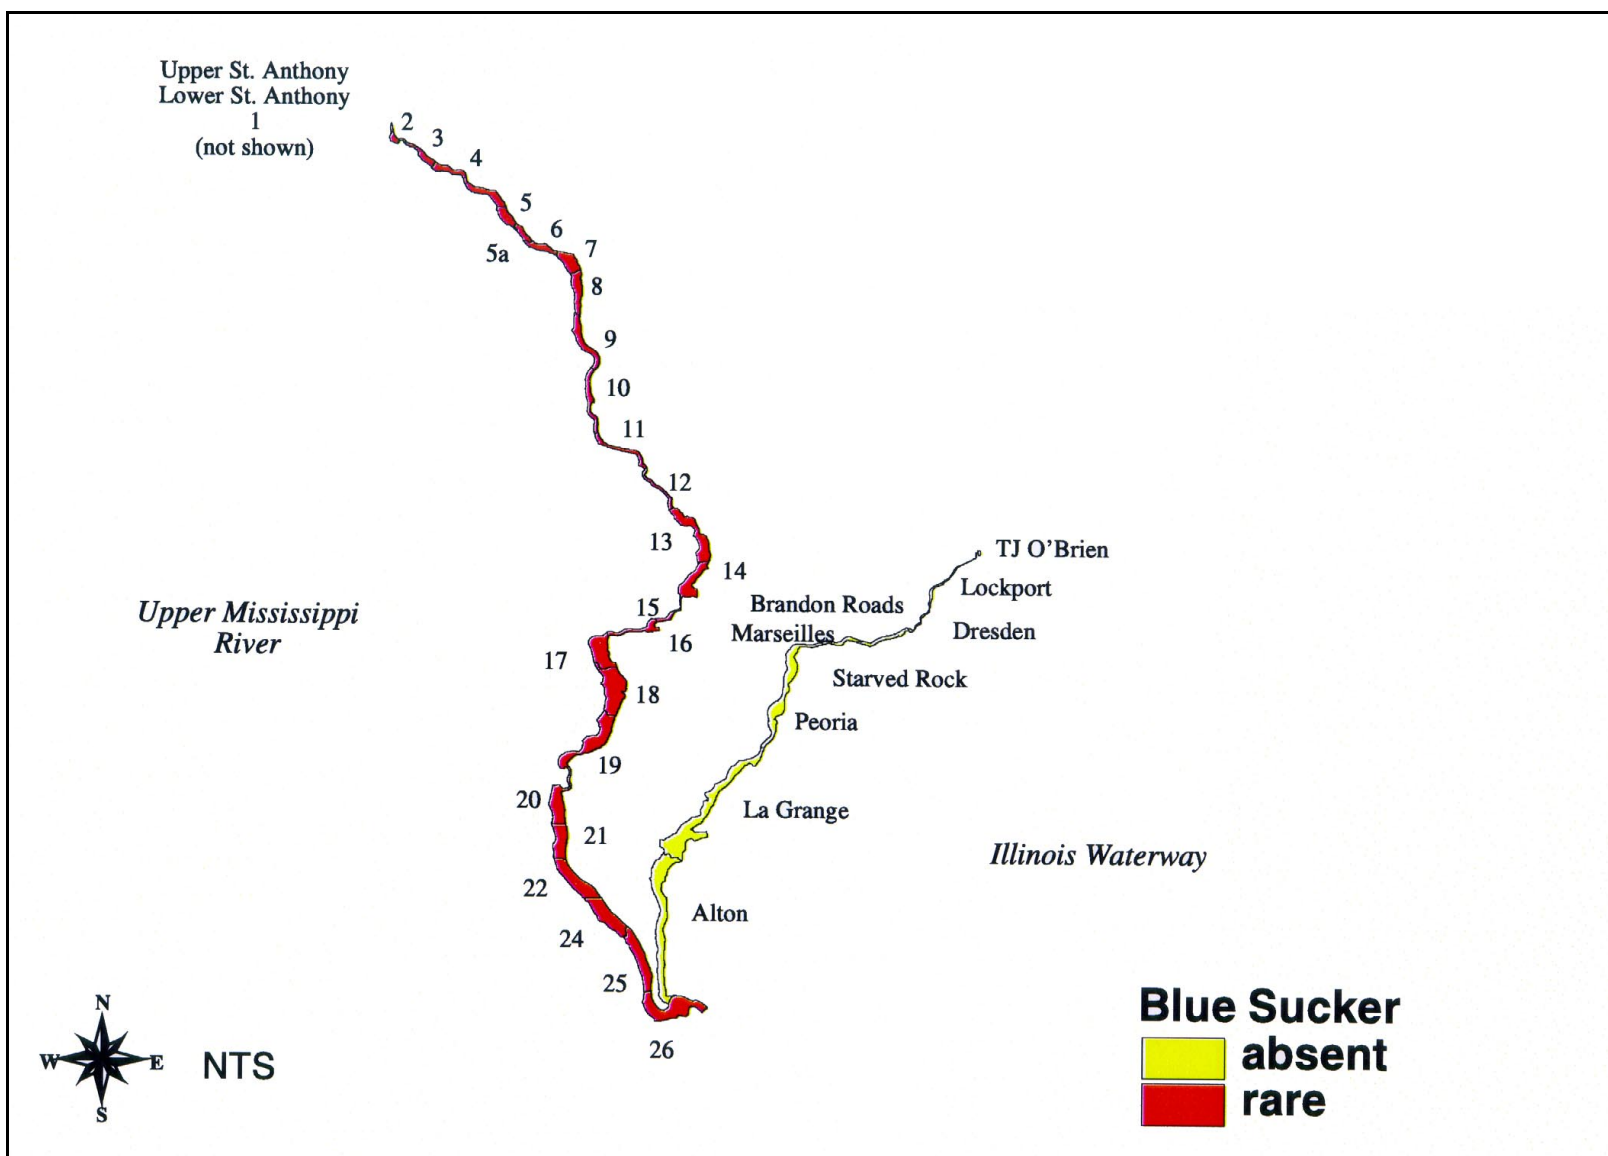 Upper St. Anthony
Lower St. Anthony
1
(not shown)
2
3
4
5
5a
6
7
8
9
10
11
12
13
14
15
16
17
18
19
20
21
22
24
25
26
TJ O'Brien
Lockport
Brandon Roads
Dresden
Marseilles
Starved Rock
Peoria
La Grange
Alton
Upper Mississippi
River
Illinois Waterway
N
W
E
S
NTS
Blue Sucker
absent
rare